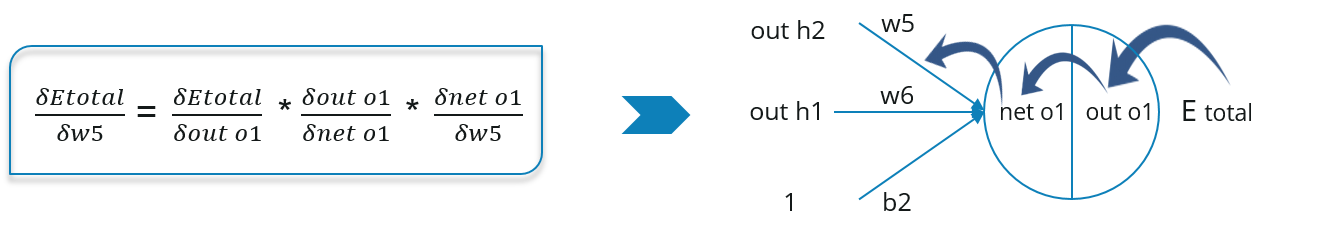 δEtotal / δw5 = δEtotal / δout o1 * δout o1 / δnet o1 * δnet o1 / δw5
out h2 w5
out h1 w6 net o1 out o1 E total
1 b2